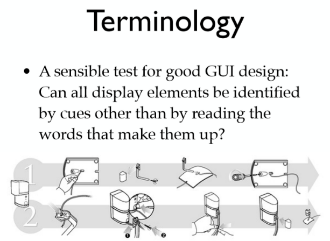 Terminology
• A sensible test for good GUI design:
Can all display elements be identified
by cues other than by reading the
words that make them up?
1
2